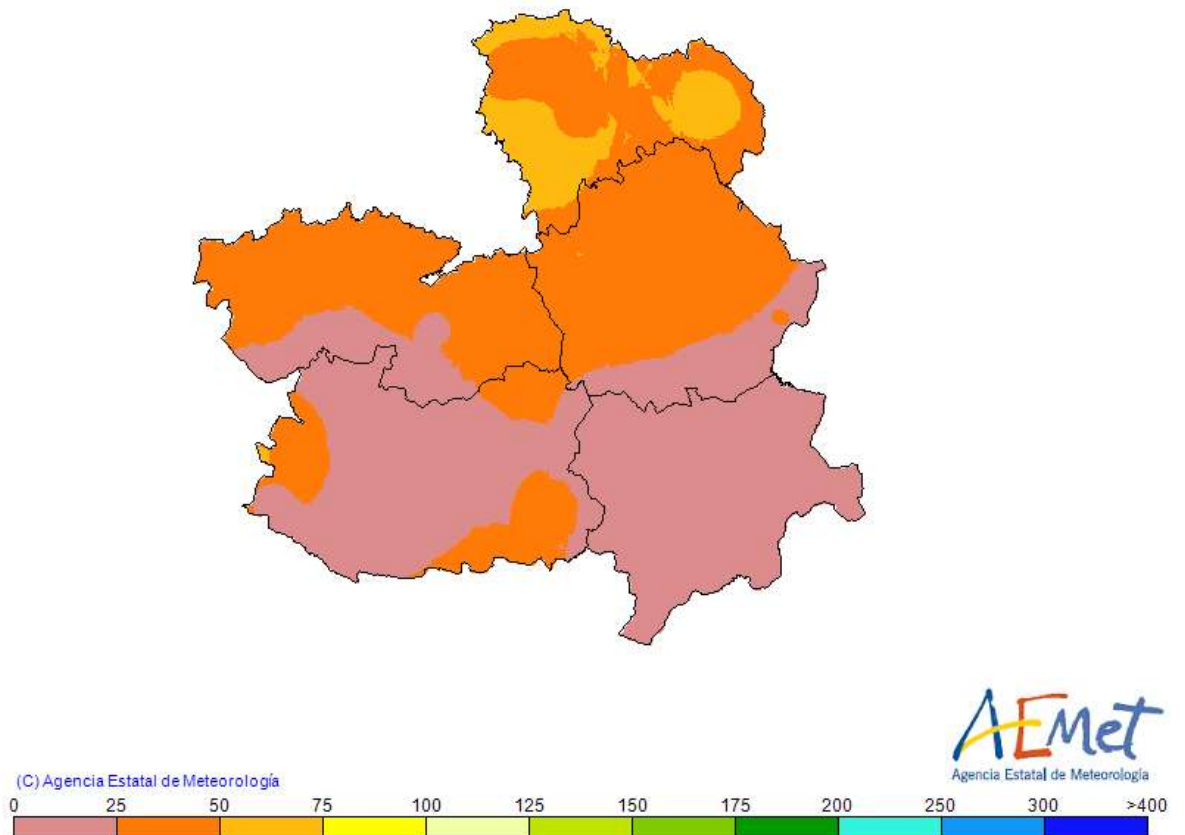 AEMet
Agencia Estatal de Meteorología
(C) Agencia Estatal de Meteorología
0 25 50 75 100 125 150 175 200 250 300 >400